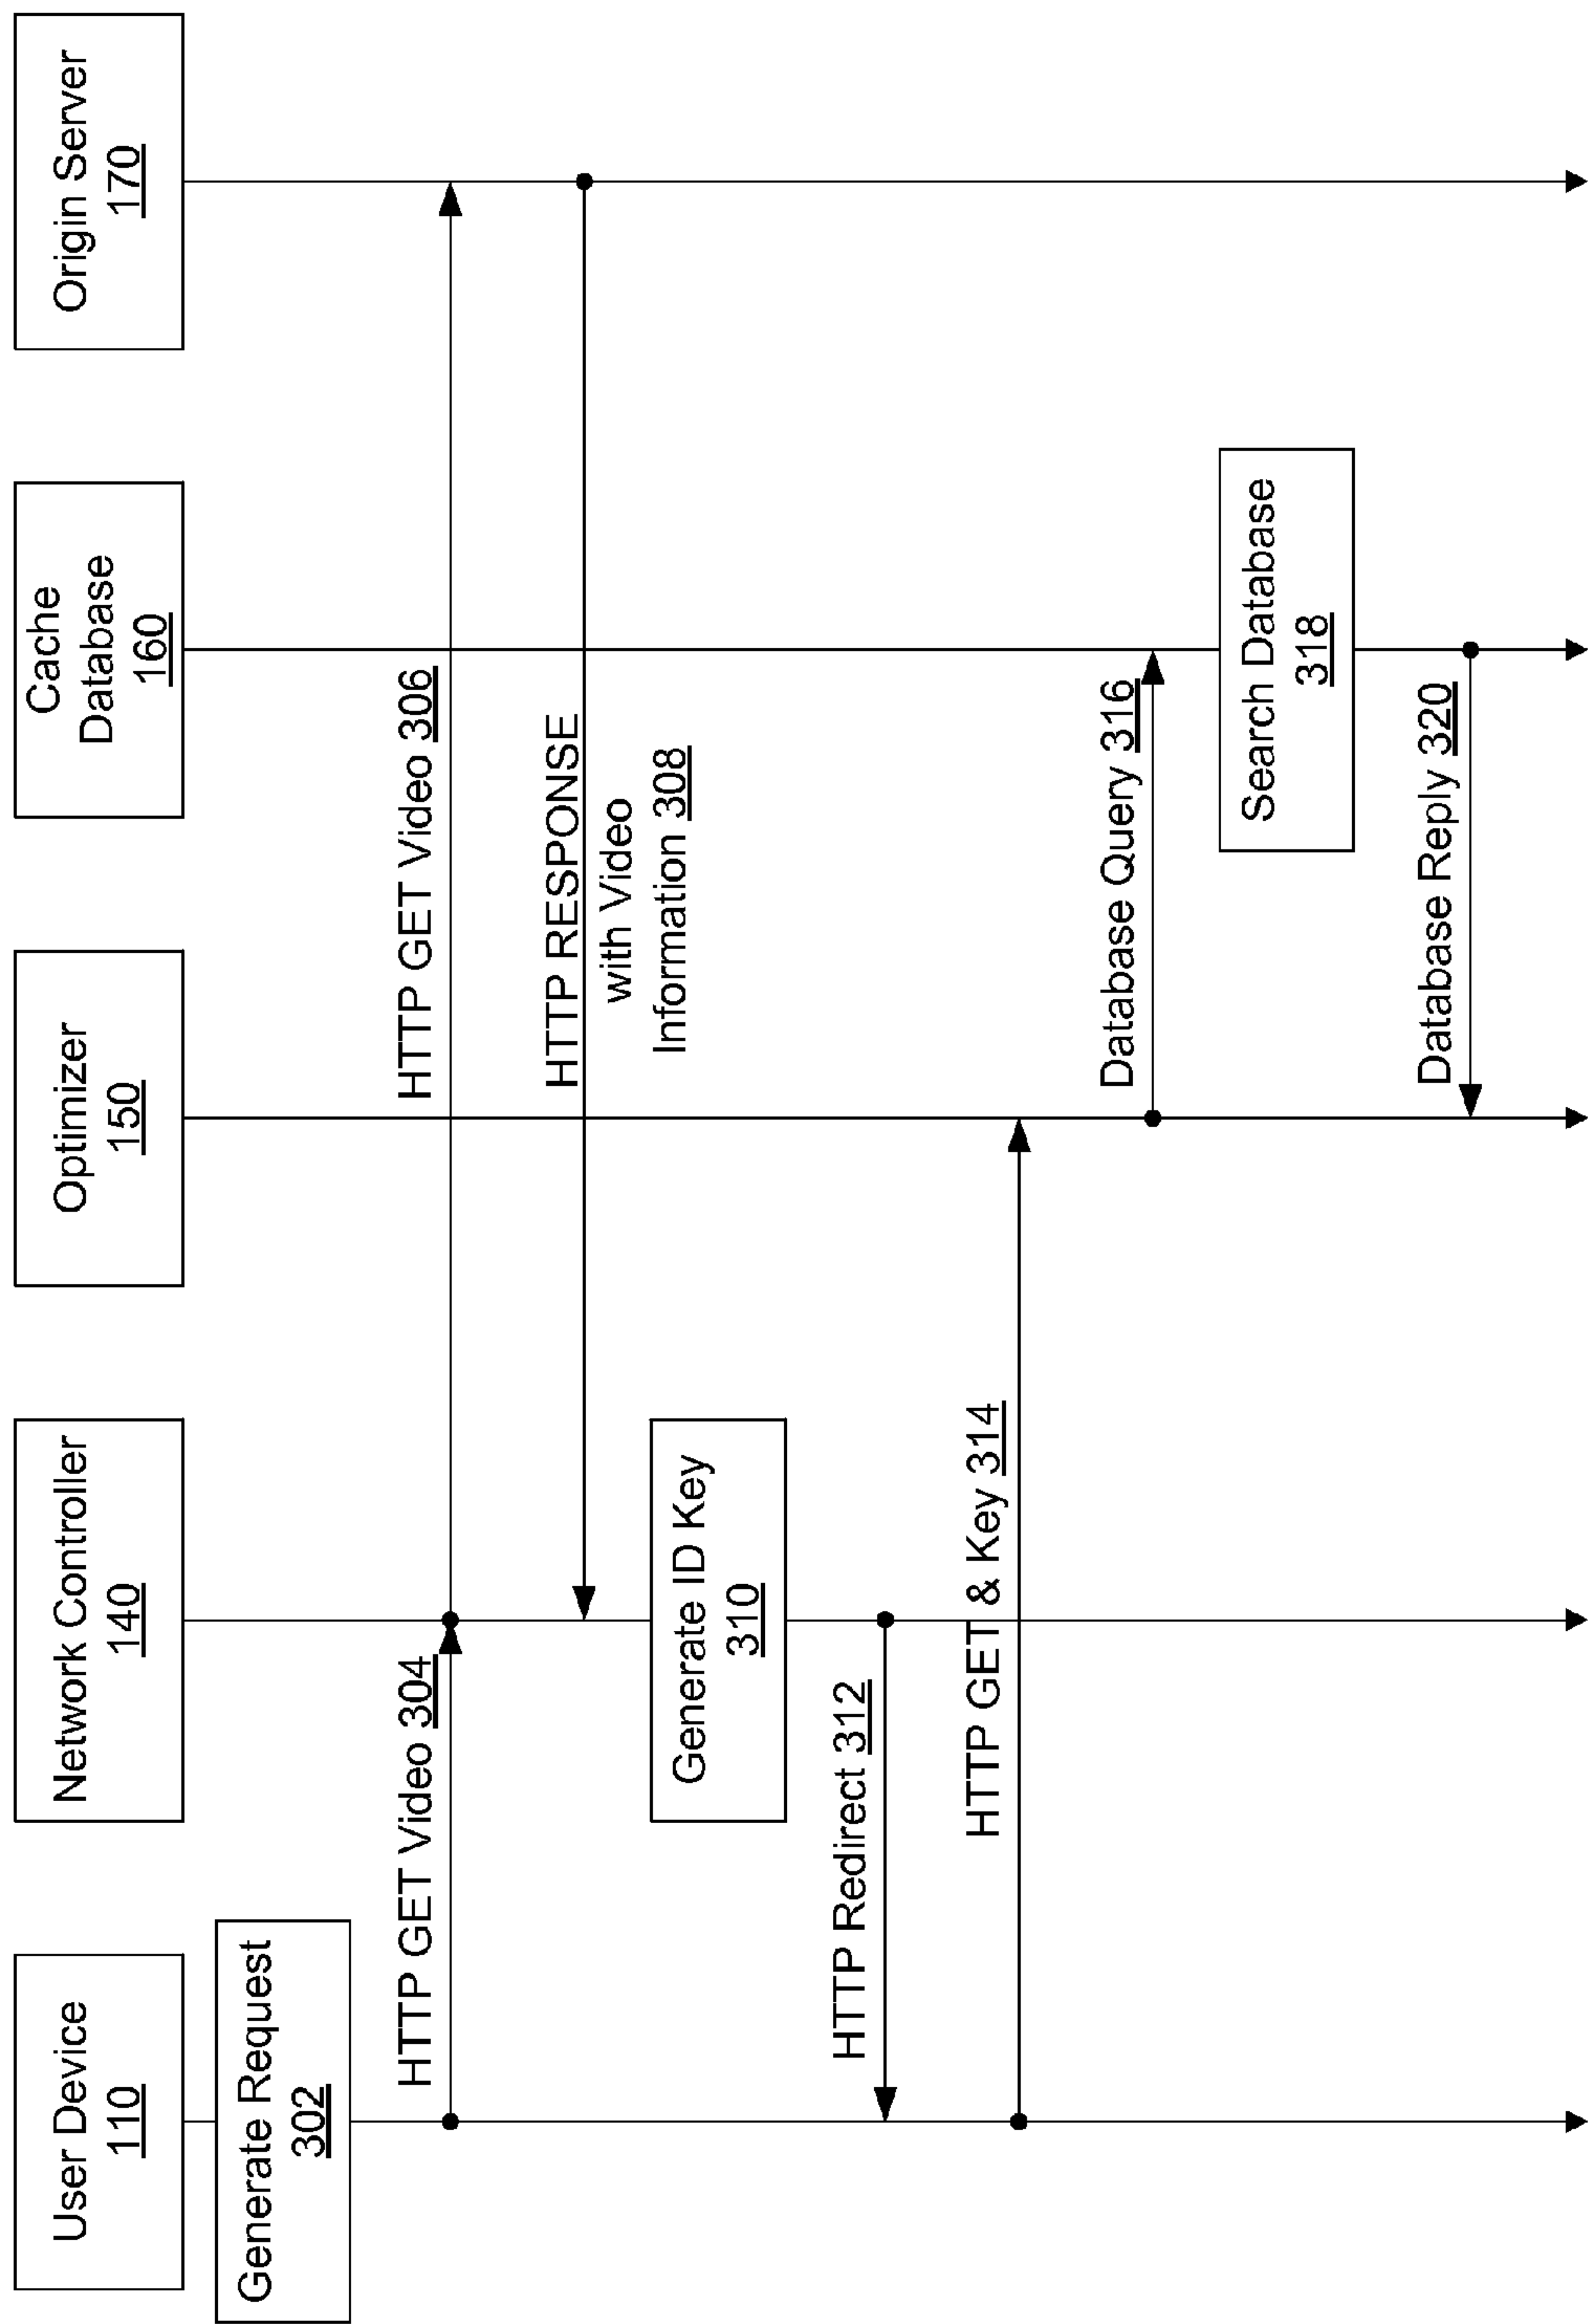 User Device
110
Network Controller
140
Optimizer
150
Cache
Database
160
Origin Server
170
Generate Request
302
HTTP GET Video 304
HTTP GET Video 306
HTTP RESPONSE
with Video
Information 308
Generate ID Key
310
HTTP Redirect 312
HTTP GET & Key 314
Database Query 316
Search Database
318
Database Reply 320